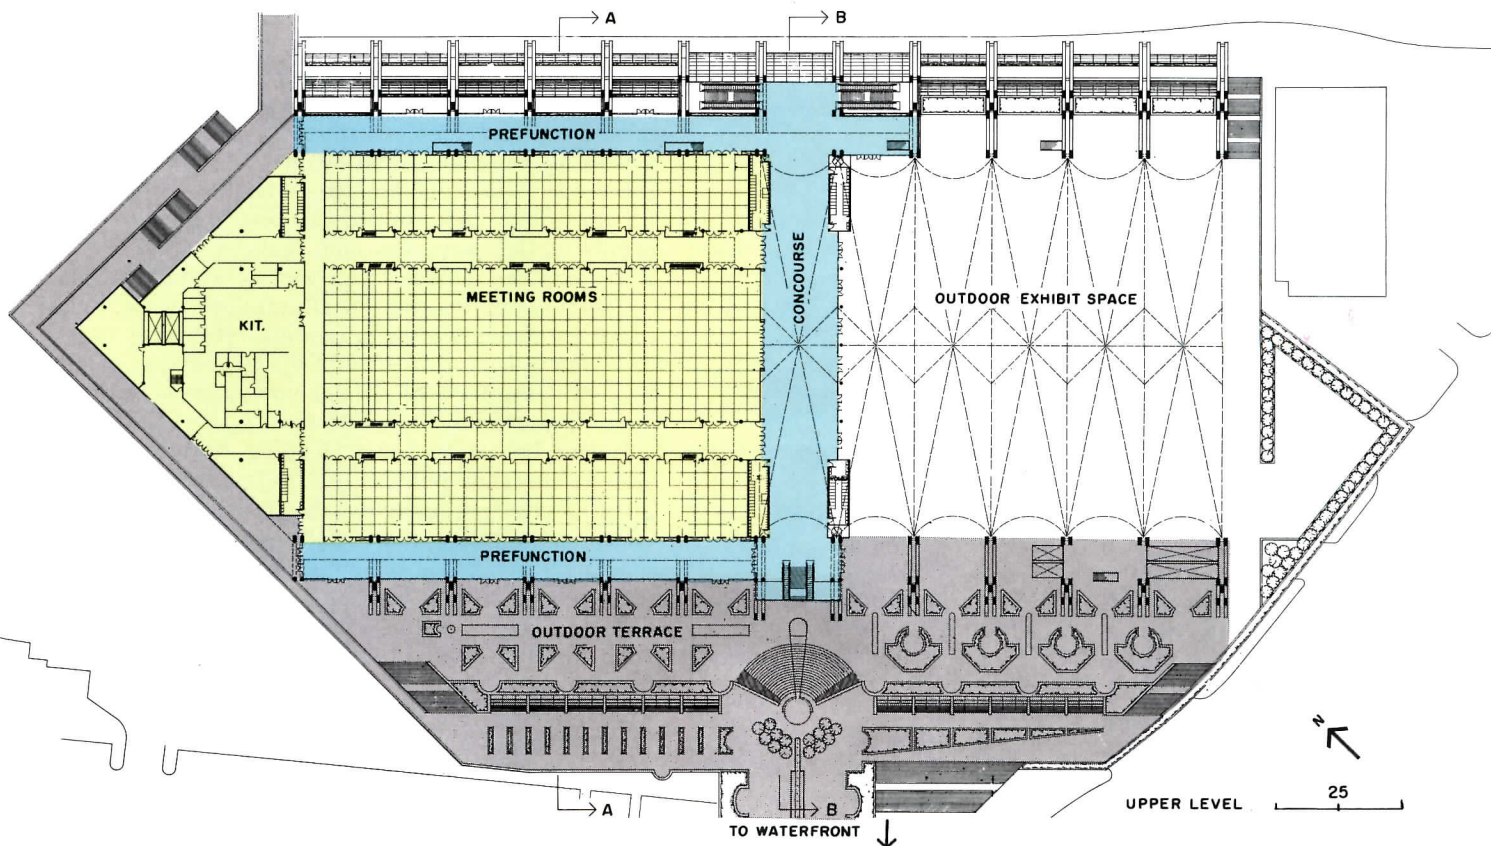 A
B
PREFUNCTION
MEETING ROOMS
KIT.
CONCOURSE
OUTDOOR EXHIBIT SPACE
PREFUNCTION
OUTDOOR TERRACE
N
UPPER LEVEL
25
A
B
TO WATERFRONT